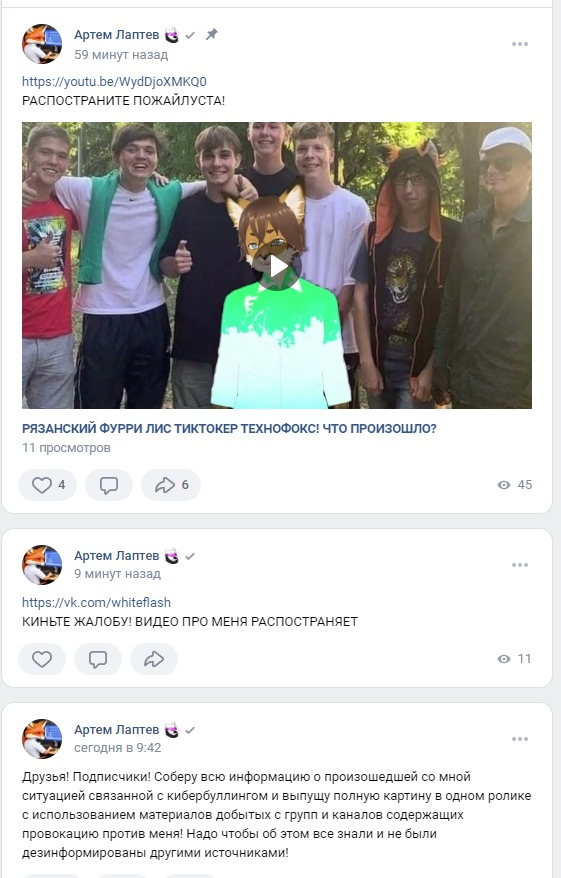 Артем Лаптев
59 минут назад
https://youtu.be/WydDjoXMKQ0
РАСПОСТРАНИТЕ ПОЖАЙЛУСТА!
РЯЗАНСКИЙ ФУРРИ ЛИС ТИКТОКЕР ТЕХНОФОКС! ЧТО ПРОИЗОШЛО?
11 просмотров
4 6 45
Артем Лаптев
9 минут назад
https://vk.com/whiteflash
КИНЬТЕ ЖАЛОБУ! ВИДЕО ПРО МЕНЯ РАСПОСТРАНЯЕТ
11
Артем Лаптев
сегодня в 9:42
Друзья! Подписчики! Соберу всю информацию о произошедшей со мной
ситуацией связанной с кибербуллингом и выпущу полную картину в одном ролике
с использованием материалов добытых с групп и каналов содержащих
провокацию против меня! Надо чтобы об этом все знали и не были
дезинформированы другими источниками!